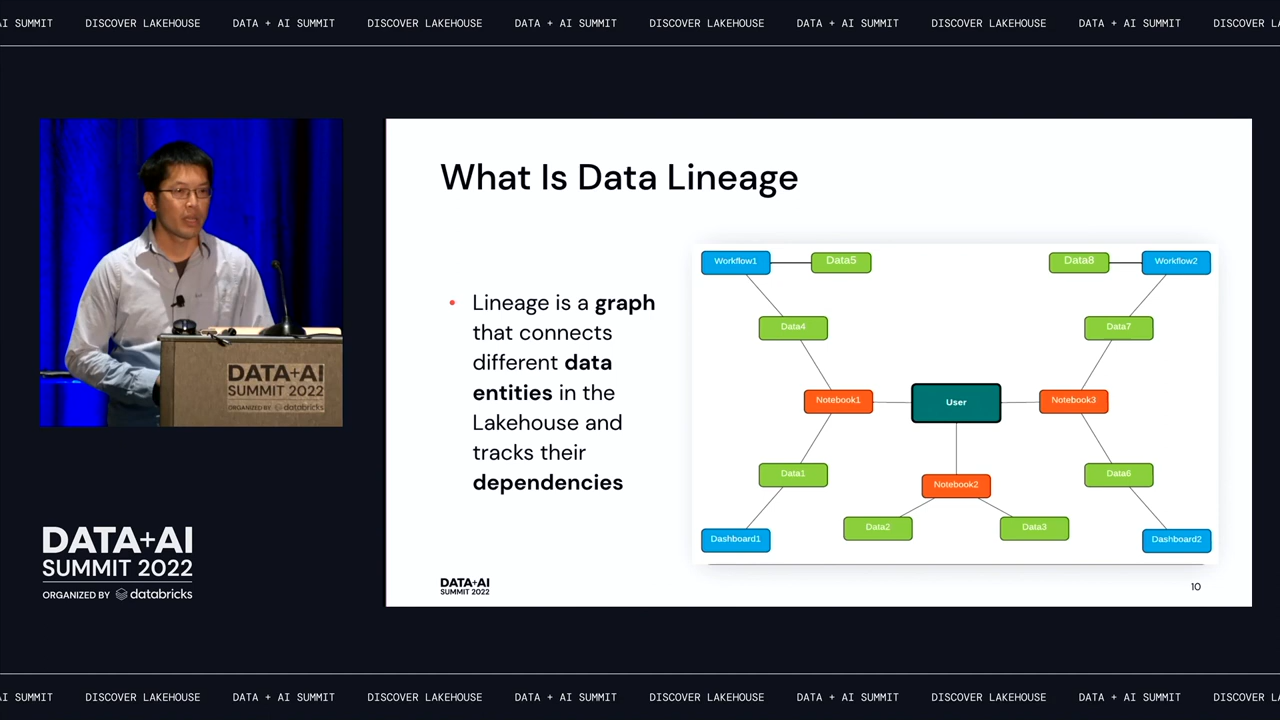 AI SUMMIT DISCOVER LAKEHOUSE DATA + AI SUMMIT DISCOVER LAKEHOUSE DATA + AI SUMMIT DISCOVER LAKEHOUSE DATA + AI SUMMIT DISCOVER LAKEHOUSE DATA + AI SUMMIT DISCOVER
What Is Data Lineage
Lineage is a graph
that connects
different data
entities in the
Lakehouse and
tracks their
dependencies
Workflow1 Data5 Data8 Workflow2
Data4 Data7
Notebook1 User Notebook3
Data1 Data6
Notebook2
Data2 Data3
Dashboard1 Dashboard2
DATA+AI
SUMMIT 2022
10
DATA+AI
SUMMIT 2022
ORGANIZED BY databricks
DATA+AI
SUMMIT 2022
ORGANIZED BY databricks
AI SUMMIT DISCOVER LAKEHOUSE DATA + AI SUMMIT DISCOVER LAKEHOUSE DATA + AI SUMMIT DISCOVER LAKEHOUSE DATA + AI SUMMIT DISCOVER LAKEHOUSE DATA + AI SUMMIT DISCOVER